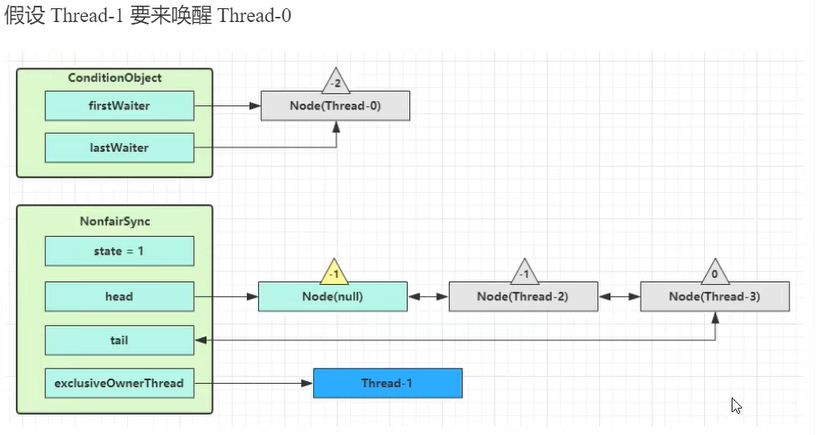 假设 Thread-1 要来唤醒 Thread-0
ConditionObject
-2
firstWaiter
Node(Thread-0)
lastWaiter
NonfairSync
state = 1
-1
-1
0
head
Node(null)
Node(Thread-2)
Node(Thread-3)
tail
exclusiveOwnerThread
Thread-1